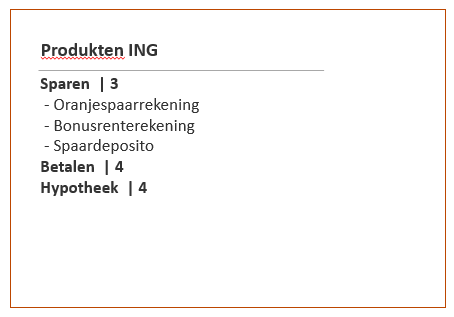 Produkten ING
Sparen | 3
- Oranjespaarrekening
- Bonusrenterekening
- Spaardeposito
Betalen | 4
Hypotheek | 4